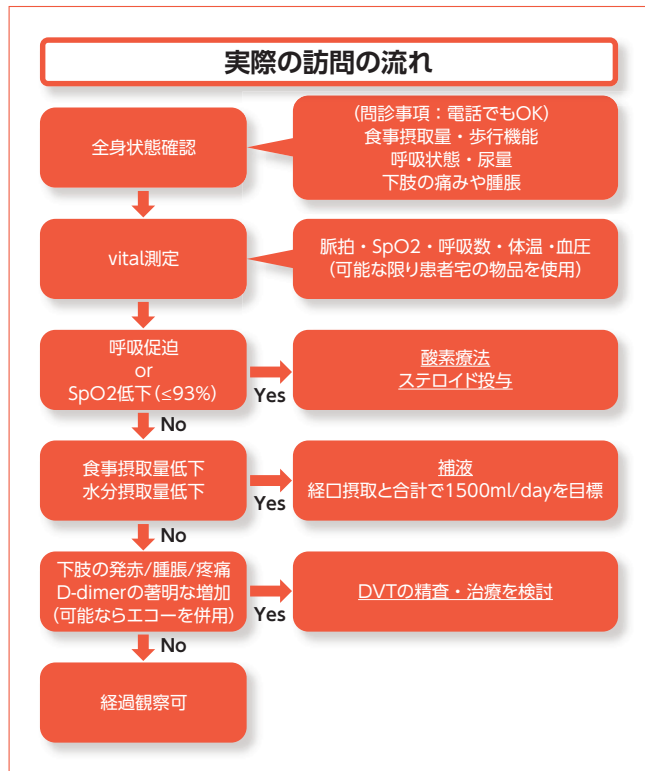 実際の訪問の流れ
全身状態確認
(問診事項：電話でもOK)
食事摂取量・歩行機能
呼吸状態・尿量
下肢の痛みや腫脹
vital測定
脈拍・SpO2・呼吸数・体温・血圧
(可能な限り患者宅の物品を使用)
呼吸促迫
or
SpO2低下(≤93%)
Yes
酸素療法
ステロイド投与
No
食事摂取量低下
水分摂取量低下
Yes
補液
経口摂取と合計で1500ml/dayを目標
No
下肢の発赤/腫脹/疼痛
D-dimerの著明な増加
(可能ならエコーを併用)
Yes
DVTの精査・治療を検討
No
経過観察可